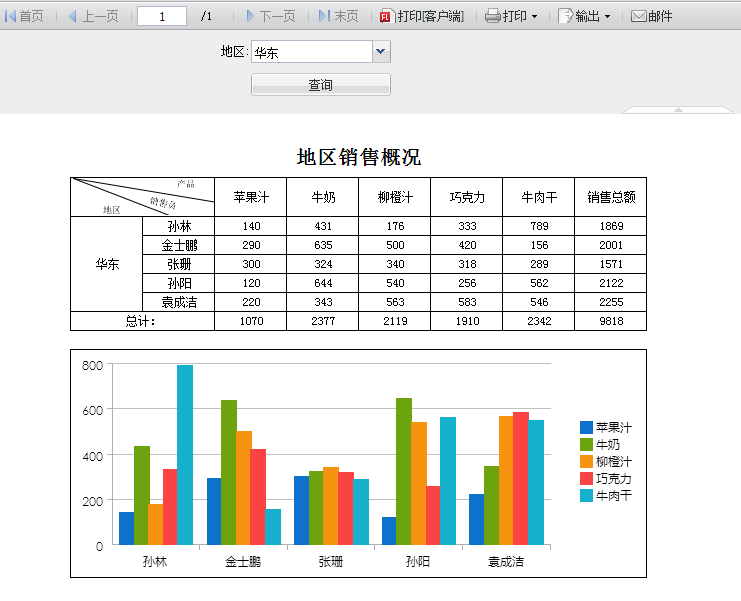 首页 上一页 1 /1 下一页 末页 打印[客户端] 打印 输出 邮件
地区: 华东
查询
地区销售概况
产品 销售员 地区 苹果汁 牛奶 柳橙汁 巧克力 牛肉干 销售总额
华东 孙林 140 431 176 333 789 1869
金士鹏 290 635 500 420 156 2001
张珊 300 324 340 318 289 1571
孙阳 120 644 540 256 562 2122
袁成洁 220 343 563 583 546 2255
总计: 1070 2377 2119 1910 2342 9818
800
600
400
200
0
孙林 金士鹏 张珊 孙阳 袁成洁
苹果汁
牛奶
柳橙汁
巧克力
牛肉干